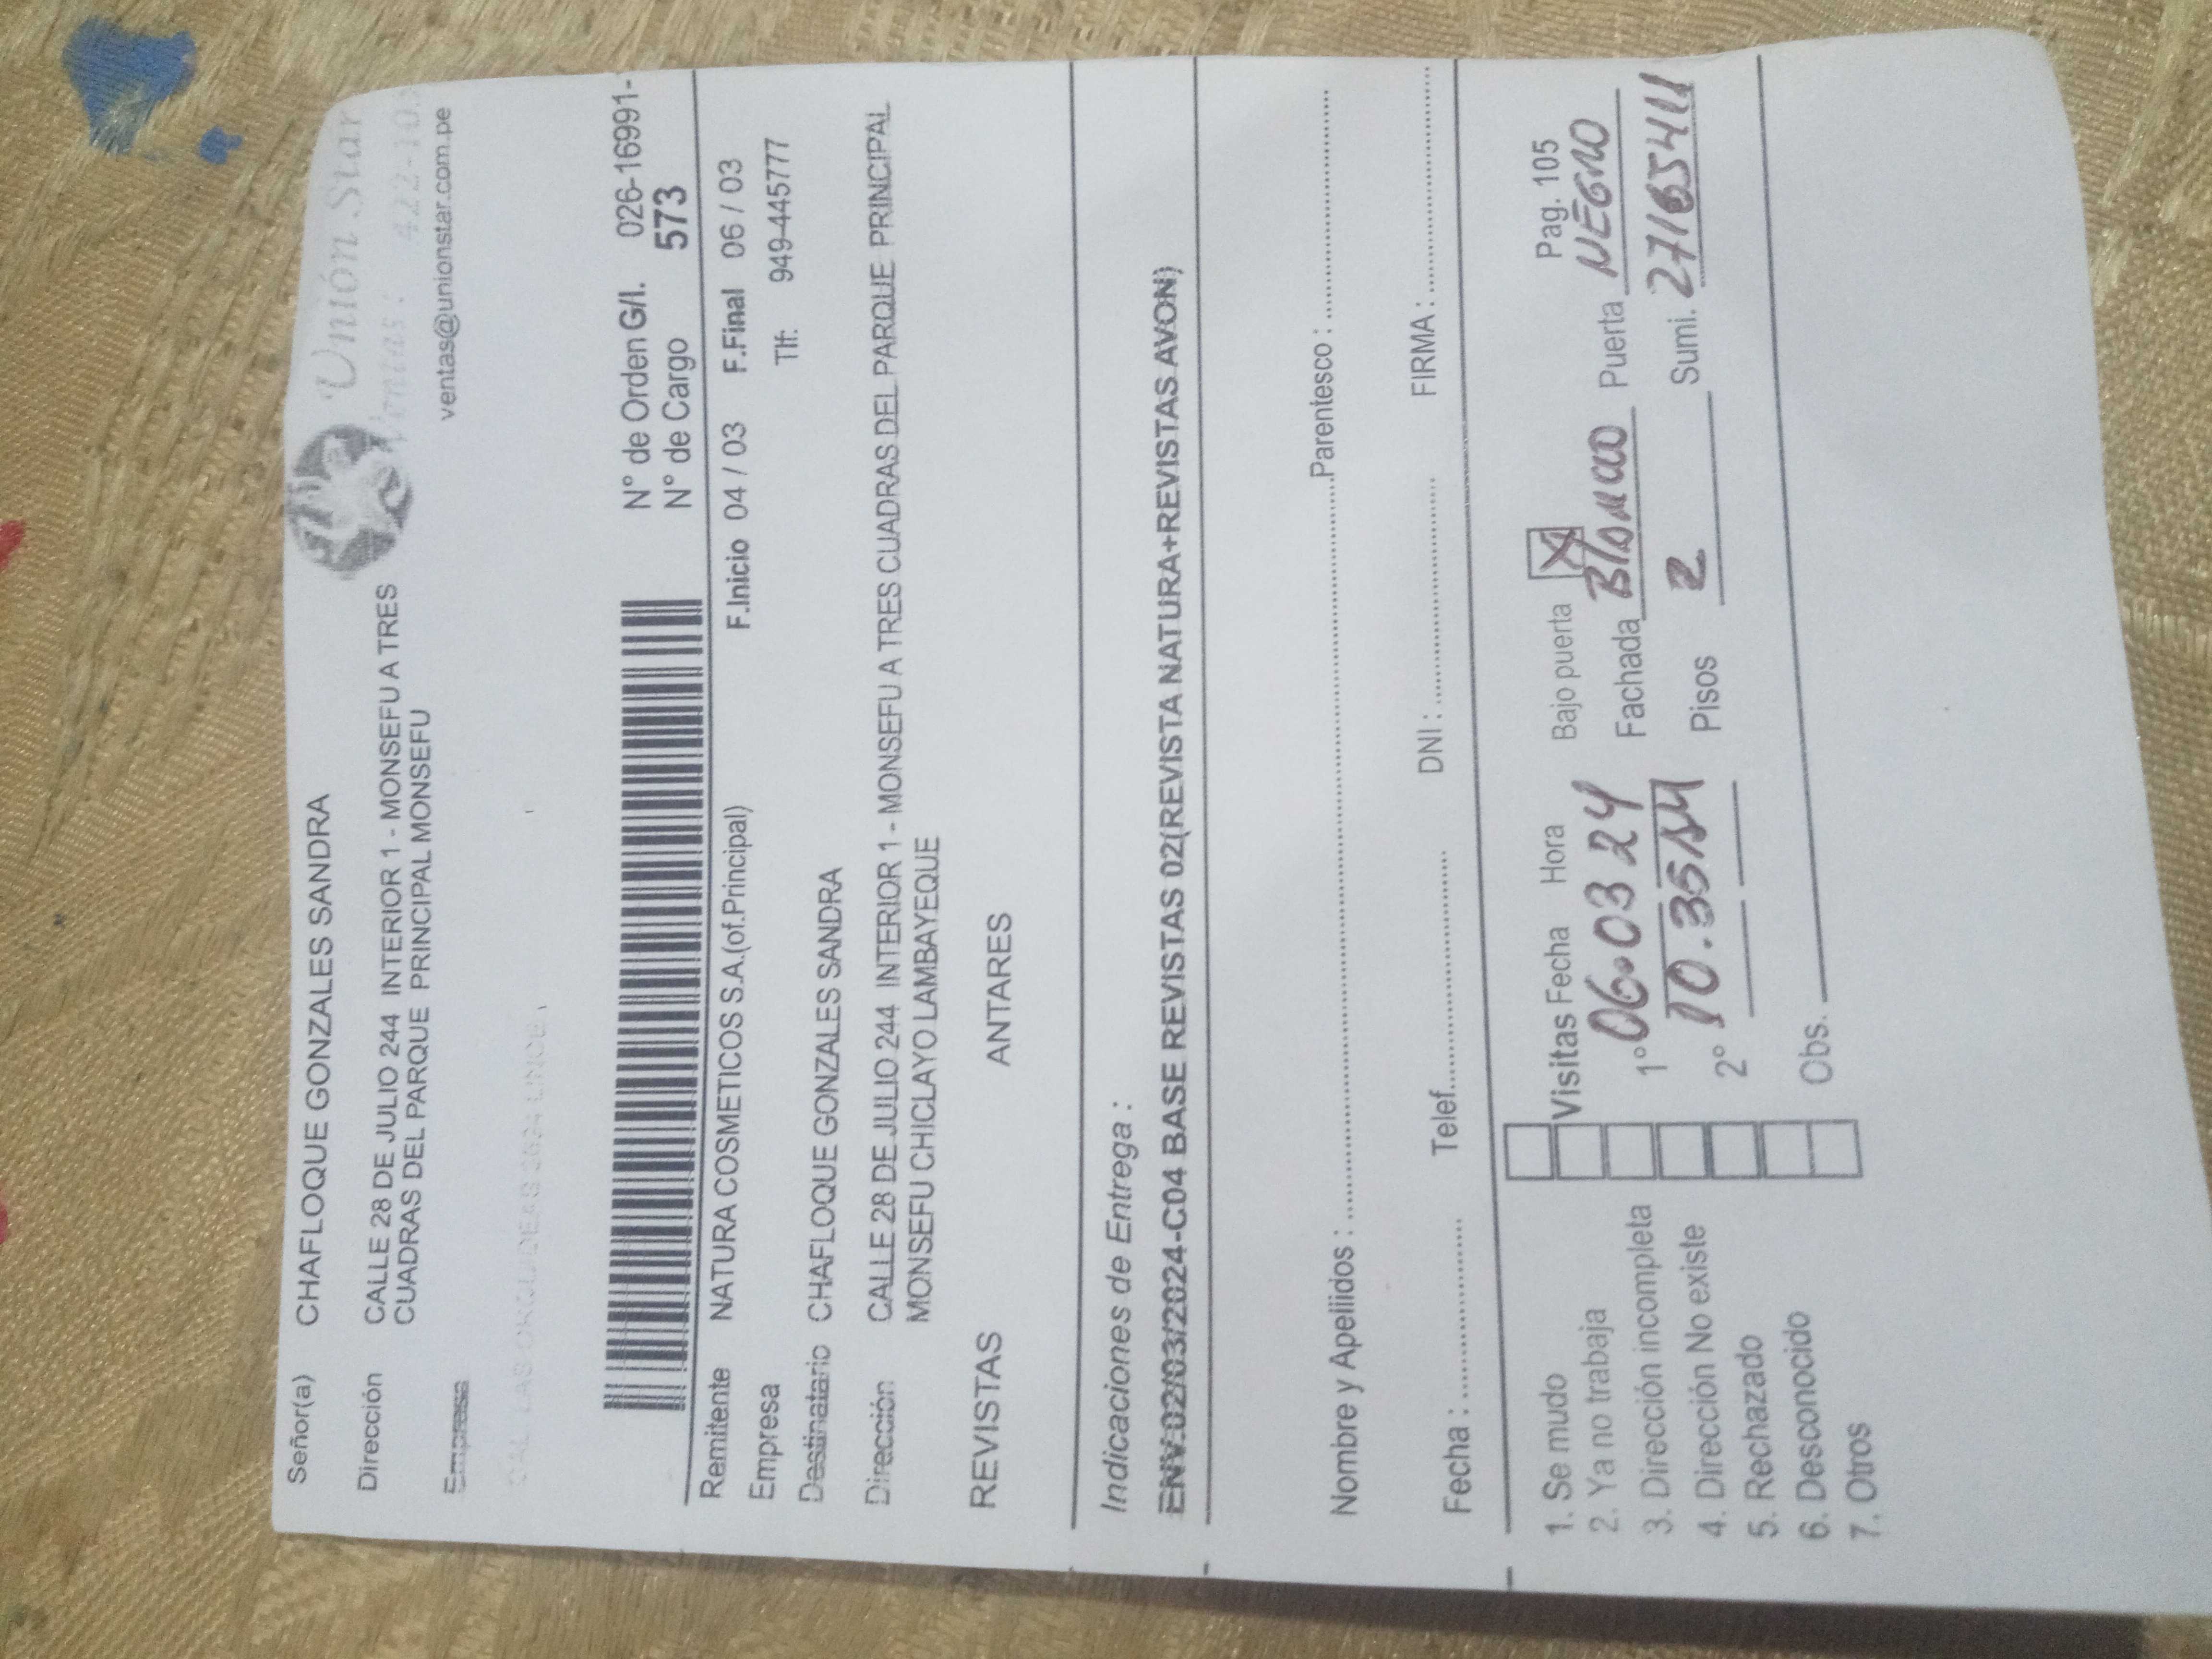 Señor(a) CHAFLOQUE GONZALES SANDRA
Unión Star
Dirección CALLE 28 DE JULIO 244 INTERIOR 1 - MONSEFU A TRES
CUADRAS DEL PARQUE PRINCIPAL MONSEFU
Empresa
ventas@unionstar.com.pe
N° de Orden G/I. 026-16991-
N° de Cargo 573
Remitente NATURA COSMETICOS S.A.(of.Principal)
F.Inicio 04 / 03 F.Final 06 / 03
Empresa
Tlf: 949-445777
Destinatario CHAFLOQUE GONZALES SANDRA
Dirección CALLE 28 DE JULIO 244 INTERIOR 1 - MONSEFU A TRES CUADRAS DEL PARQUE PRINCIPAL
MONSEFU CHICLAYO LAMBAYEQUE
REVISTAS ANTARES
Indicaciones de Entrega :
ENV.02/03/2024-C04 BASE REVISTAS 02(REVISTA NATURA+REVISTAS AVON)
Nombre y Apellidos : Parentesco :
Fecha : Telef. DNI : FIRMA :
1. Se mudo Visitas Fecha Hora Bajo puerta X Pag. 105
2. Ya no trabaja 1° 06.03 24 Fachada Blanco Puerta NEGRO
3. Dirección incompleta 10.35
4. Dirección No existe 2° Pisos 2 Sumi.
5. Rechazado
6. Desconocido Obs.
7. Otros